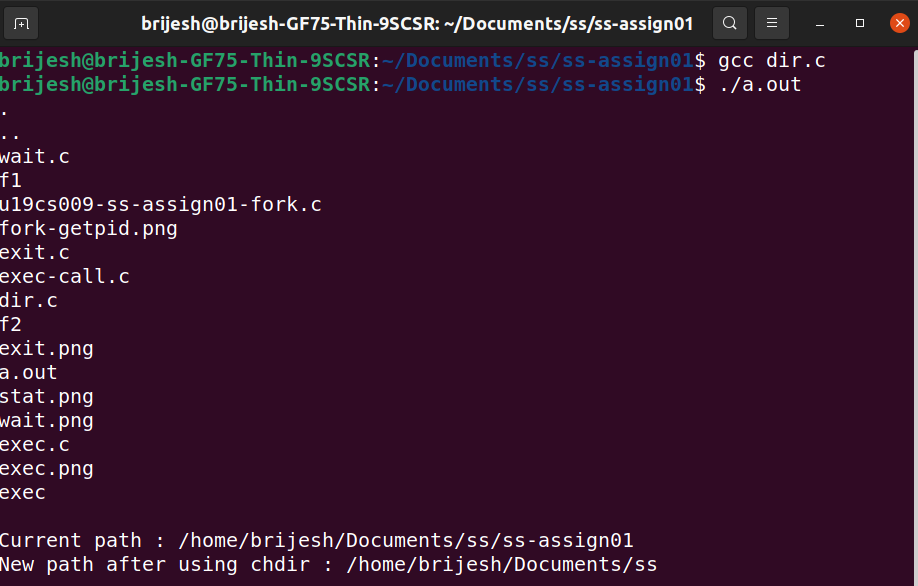 brijesh@brijesh-GF75-Thin-9SCSR: ~/Documents/ss/ss-assign01
brijesh@brijesh-GF75-Thin-9SCSR:~/Documents/ss/ss-assign01$ gcc dir.c
brijesh@brijesh-GF75-Thin-9SCSR:~/Documents/ss/ss-assign01$ ./a.out
.
..
wait.c
f1
u19cs009-ss-assign01-fork.c
fork-getpid.png
exit.c
exec-call.c
dir.c
f2
exit.png
a.out
stat.png
wait.png
exec.c
exec.png
exec
Current path : /home/brijesh/Documents/ss/ss-assign01
New path after using chdir : /home/brijesh/Documents/ss